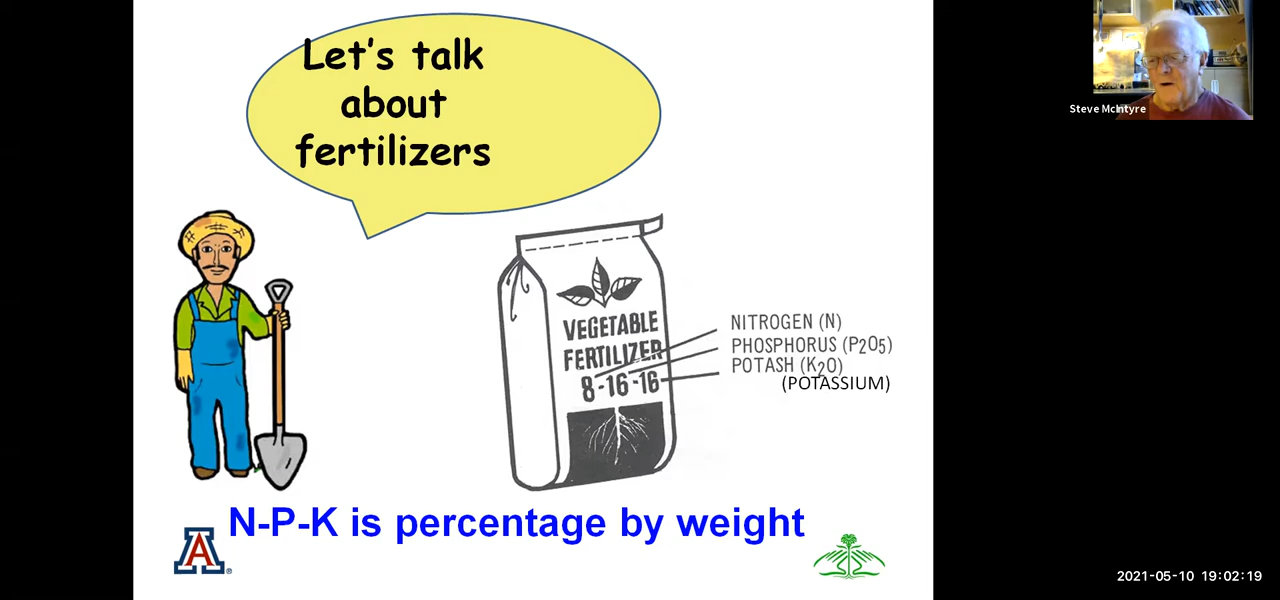 Let's talk
about
fertilizers
Steve McIntyre
VEGETABLE
FERTILIZER
8-16-16
NITROGEN (N)
PHOSPHORUS (P2O5)
POTASH (K2O)
(POTASSIUM)
N-P-K is percentage by weight
A
2021-05-10 19:02:19